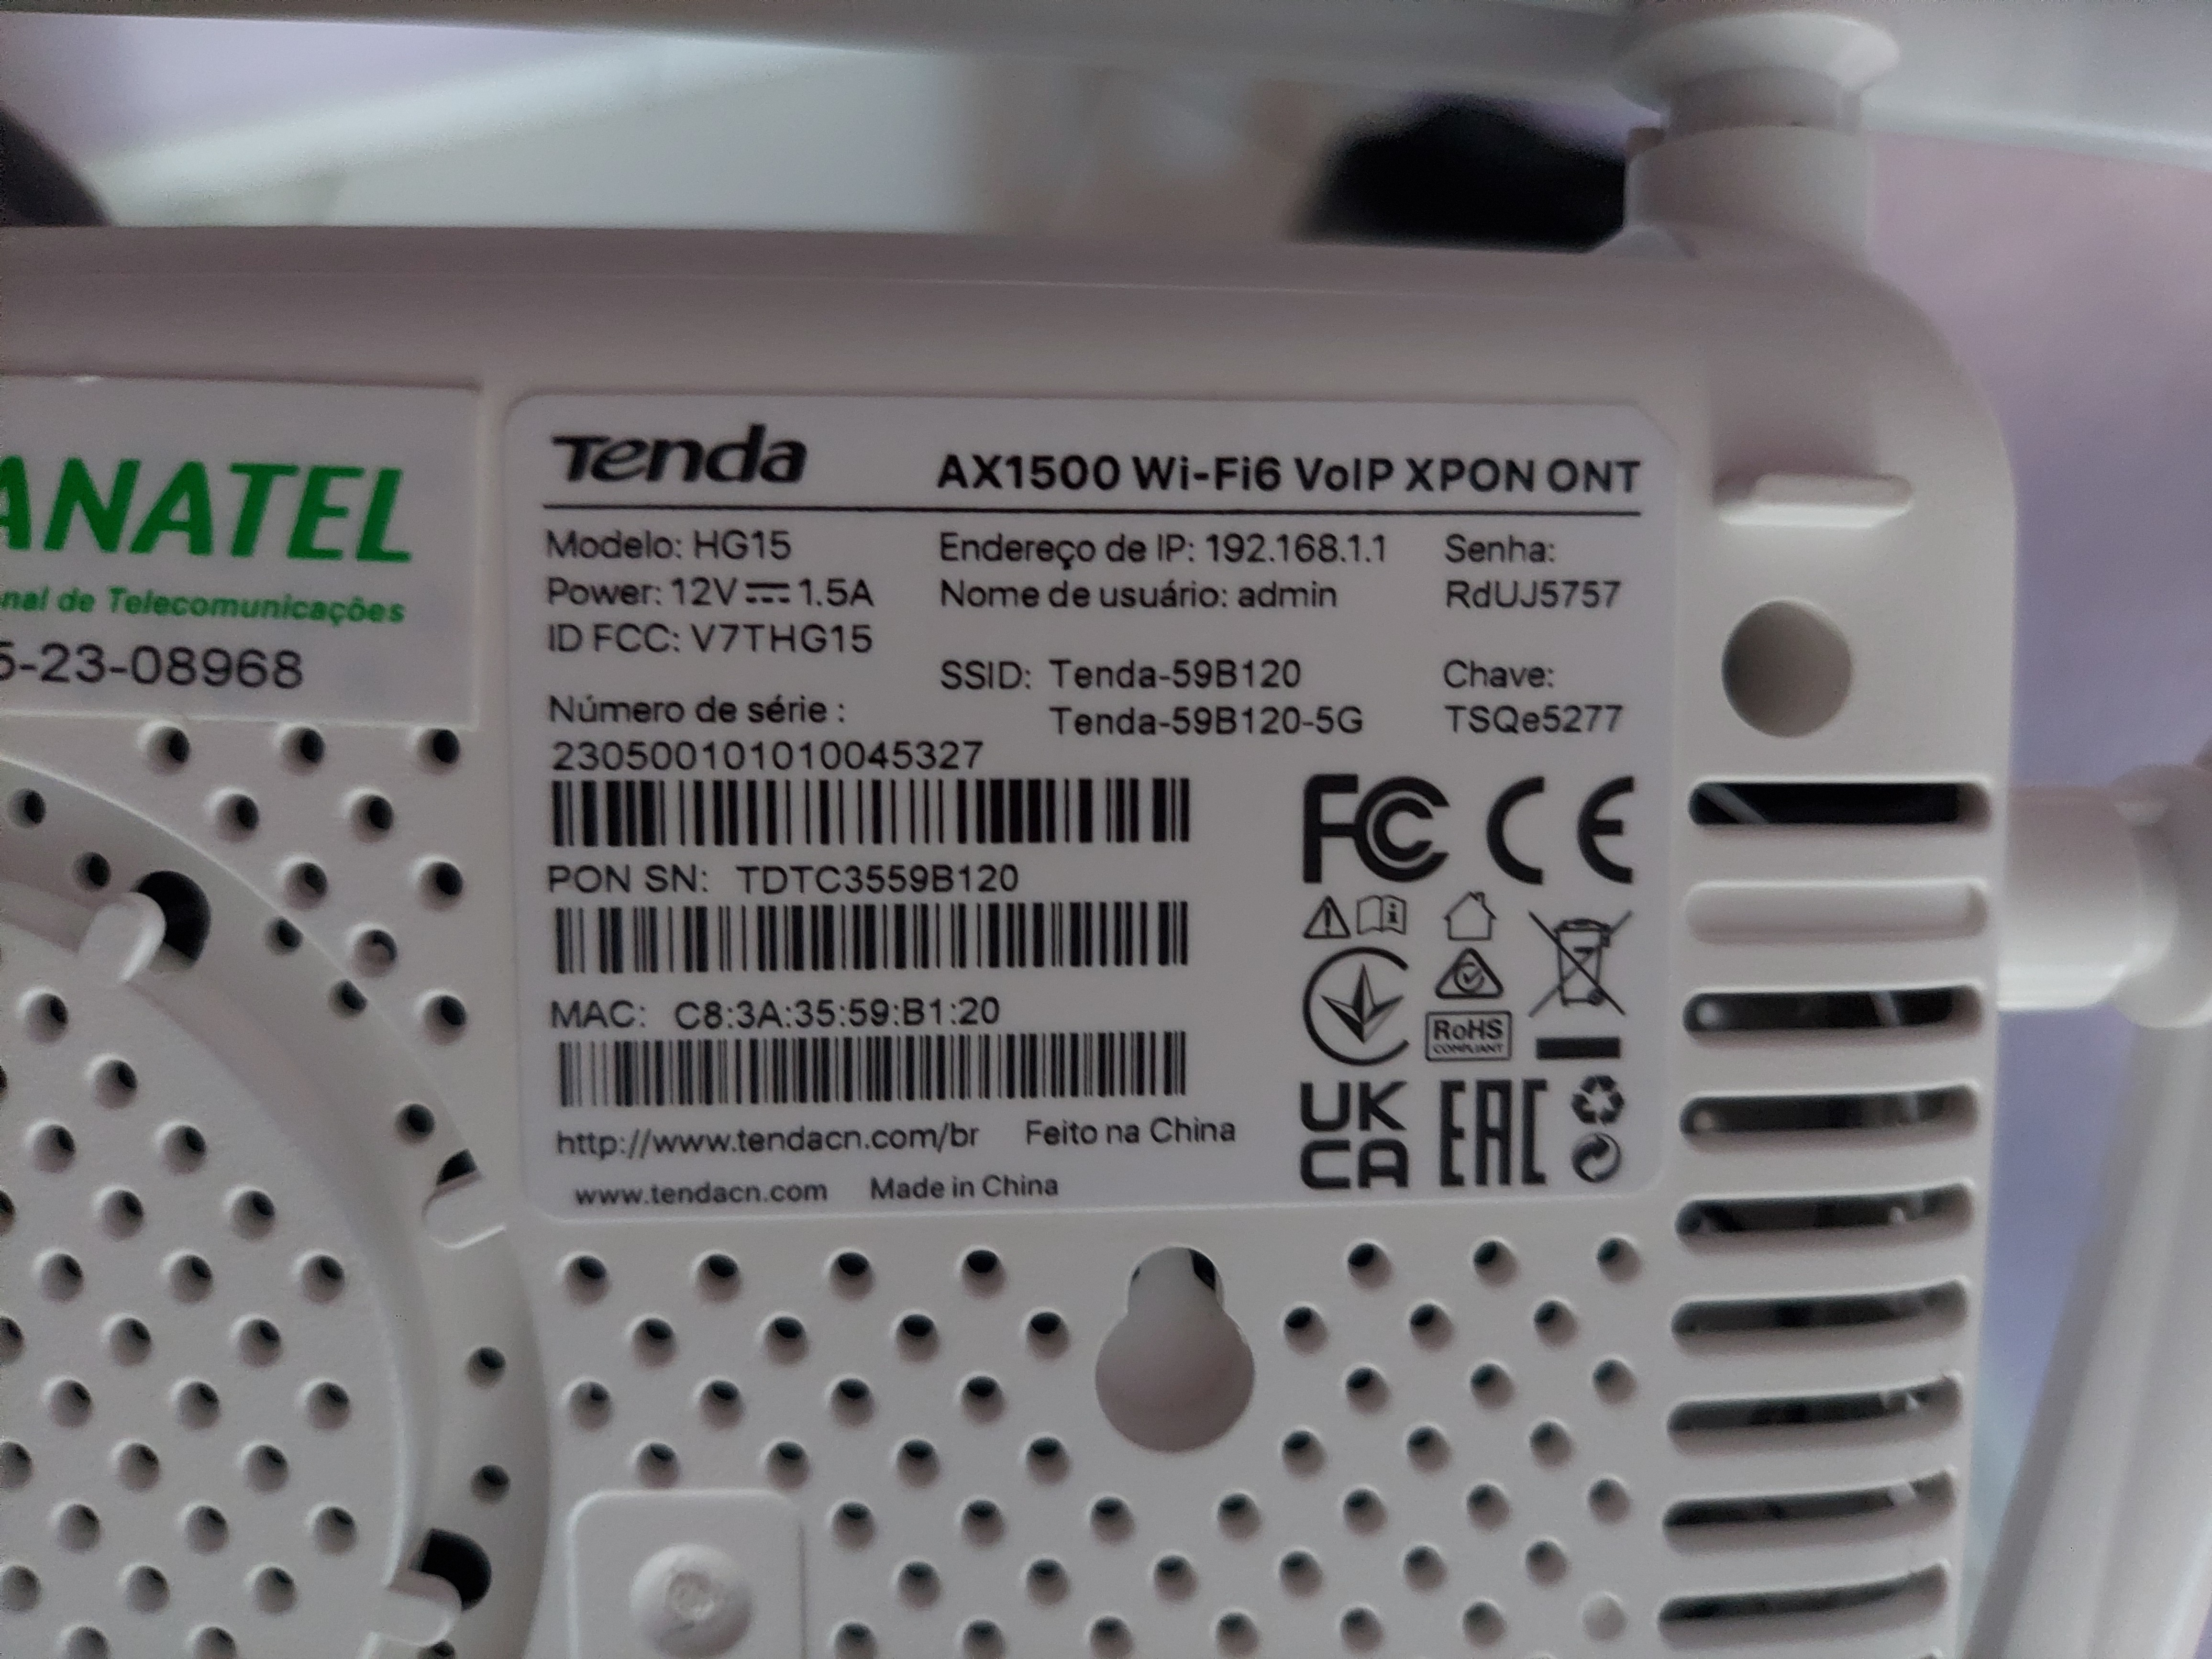 ANATEL
nal de Telecomunicações
5-23-08968
Tenda
AX1500 Wi-Fi6 VoIP XPON ONT
Modelo: HG15
Power: 12V⎓1.5A
ID FCC: V7THG15
Endereço de IP: 192.168.1.1
Nome de usuário: admin
Senha:
RdUJ5757
SSID: Tenda-59B120
Tenda-59B120-5G
Chave:
TSQe5277
Número de série :
230500101010045327
PON SN: TDTC3559B120
MAC: C8:3A:35:59:B1:20
http://www.tendacn.com/br Feito na China
www.tendacn.com Made in China
FC CE
RoHS
COMPLIANT
UK
CA
EAC